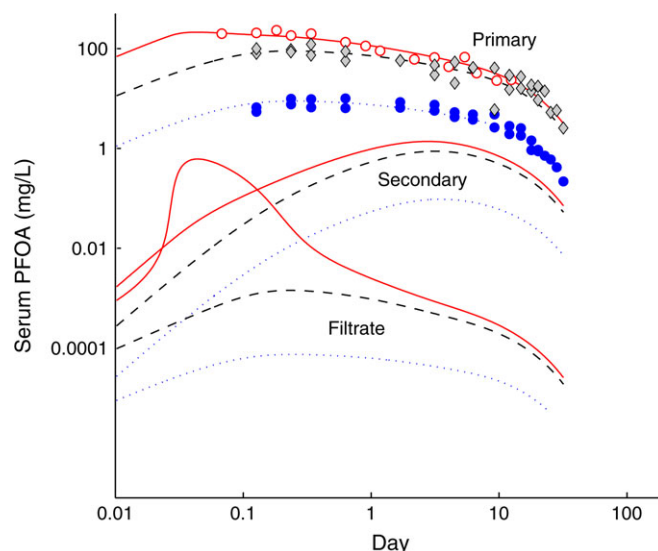 Primary
Secondary
Filtrate
Serum PFOA (mg/L)
100
1
0.01
0.0001
0.01
0.1
1
10
100
Day